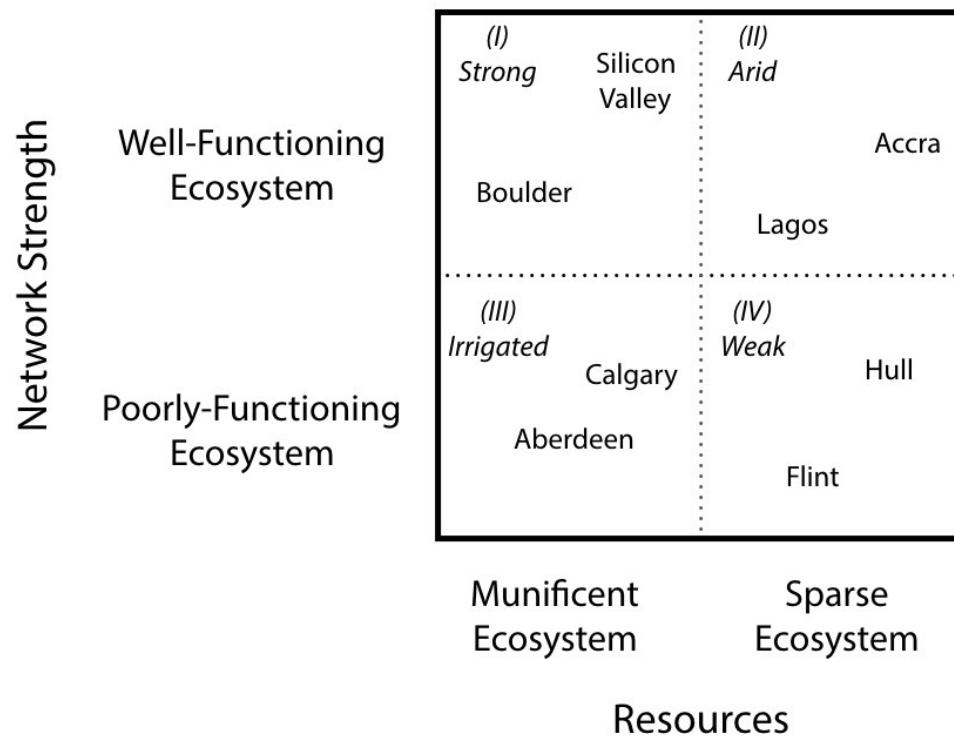 Network Strength
Well-Functioning
Ecosystem
Poorly-Functioning
Ecosystem
(I)
Strong
Silicon
Valley
Boulder
(II)
Arid
Accra
Lagos
(III)
Irrigated
Calgary
Aberdeen
(IV)
Weak
Hull
Flint
Munificent
Ecosystem
Sparse
Ecosystem
Resources